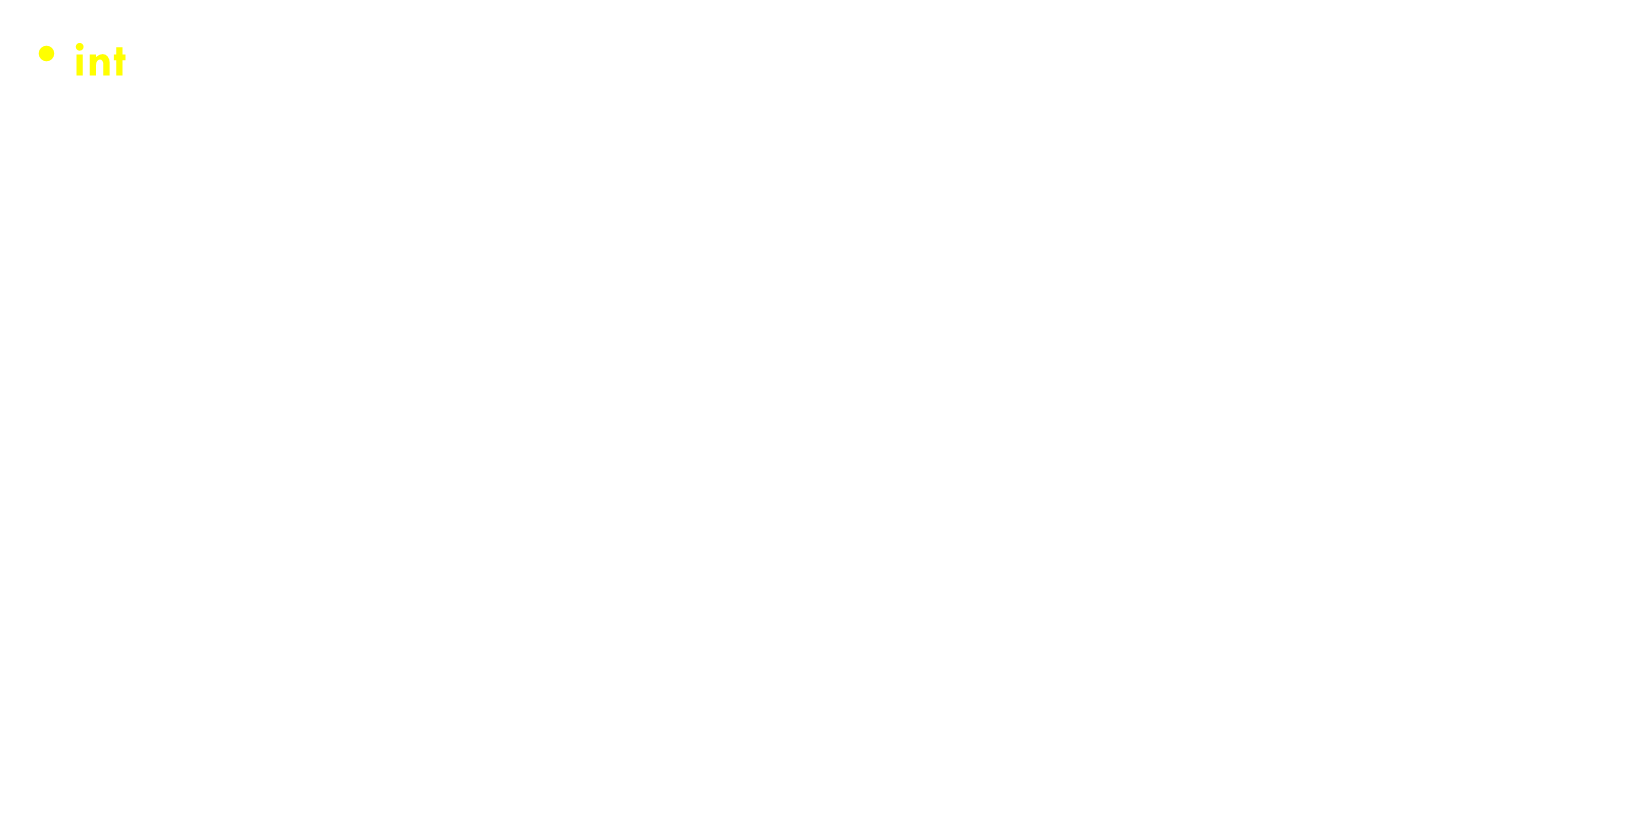 • int